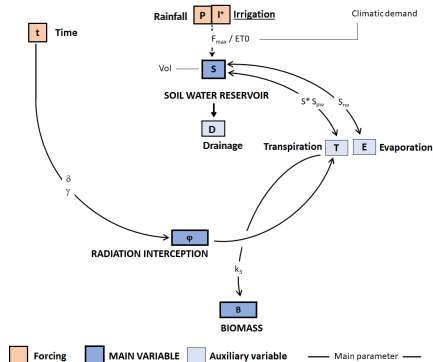 Rainfall P I* Irrigation
Climatic demand
t Time
Fmax / ET0
Vol S
SOIL WATER RESERVOIR
S* Spw Srw
D
Drainage
Transpiration T E Evaporation
δ
γ
φ
RADIATION INTERCEPTION
k3
B
BIOMASS
Forcing MAIN VARIABLE Auxiliary variable Main parameter